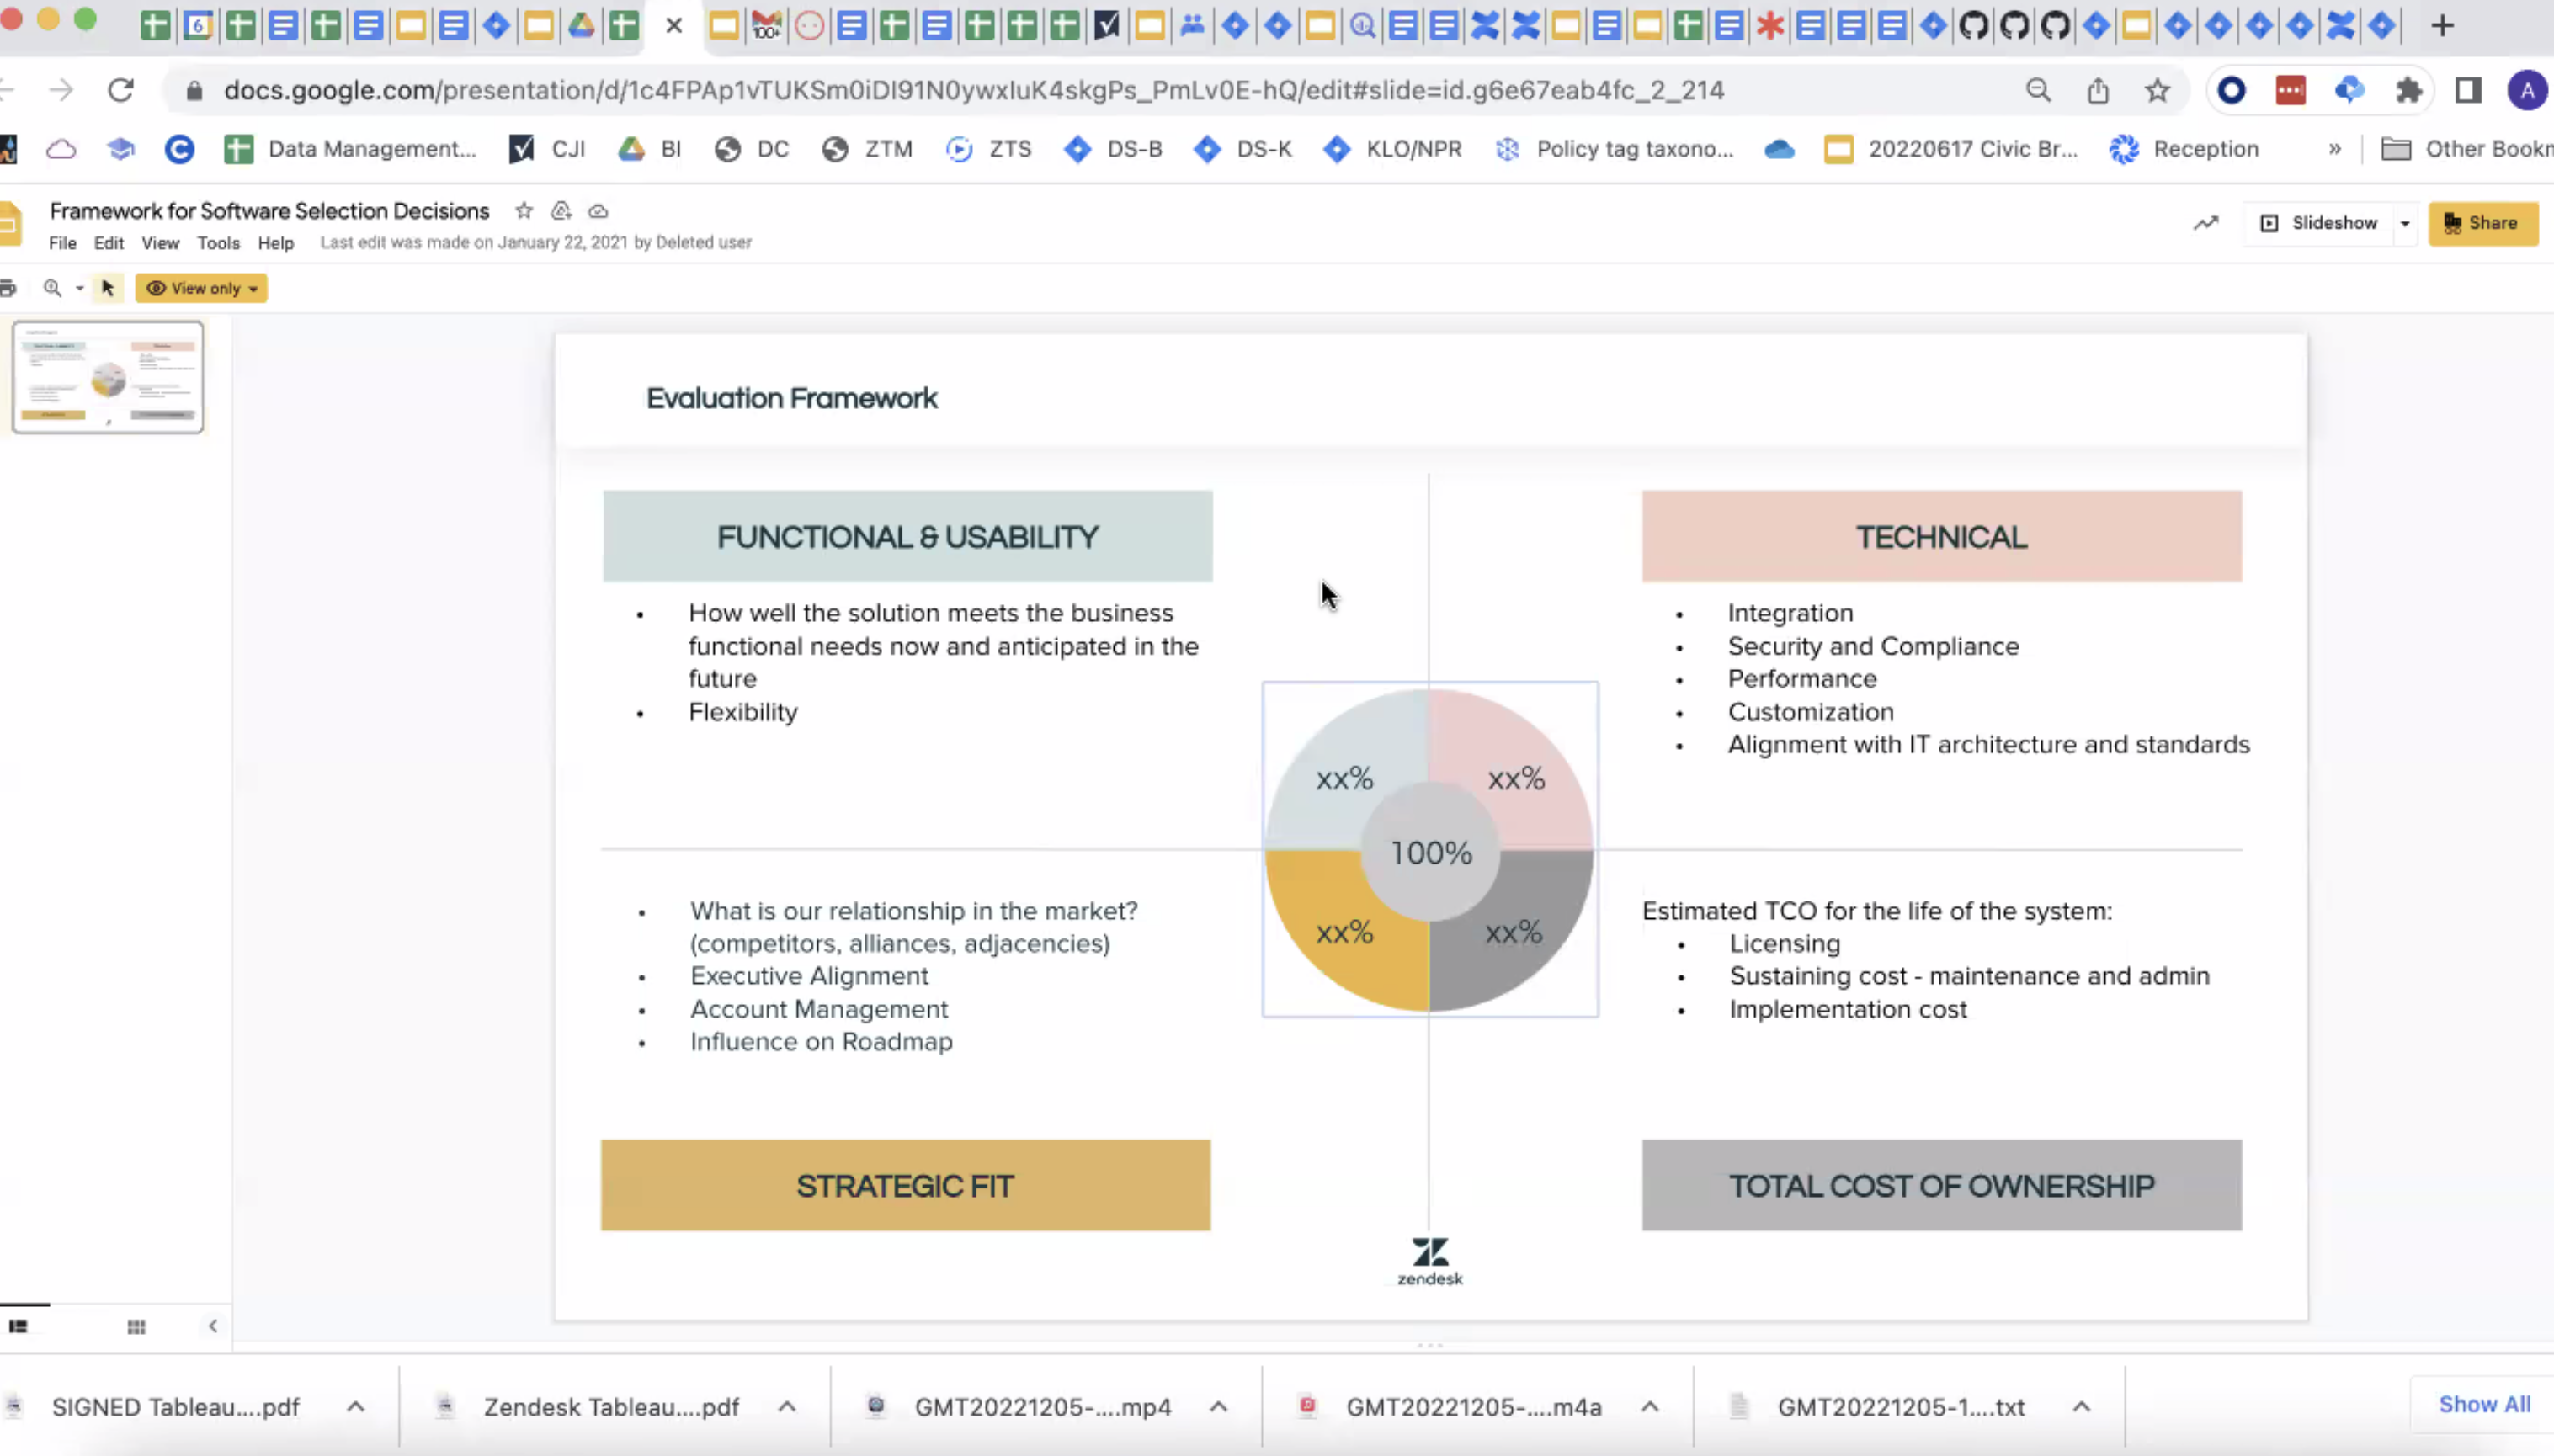 6
100+
docs.google.com/presentation/d/1c4FPAp1vTUKSm0iDI91N0ywxIuK4skgPs_PmLv0E-hQ/edit#slide=id.g6e67eab4fc_2_214
A
Data Management...
CJI
BI
DC
ZTM
ZTS
DS-B
DS-K
KLO/NPR
Policy tag taxono...
20220617 Civic Br...
Reception
»
Other Bookn
Framework for Software Selection Decisions
File Edit View Tools Help Last edit was made on January 22, 2021 by Deleted user
Slideshow
Share
View only
Evaluation Framework
FUNCTIONAL & USABILITY
• How well the solution meets the business
functional needs now and anticipated in the
future
• Flexibility
TECHNICAL
• Integration
• Security and Compliance
• Performance
• Customization
• Alignment with IT architecture and standards
xx%
xx%
100%
xx%
xx%
• What is our relationship in the market?
(competitors, alliances, adjacencies)
• Executive Alignment
• Account Management
• Influence on Roadmap
STRATEGIC FIT
Estimated TCO for the life of the system:
• Licensing
• Sustaining cost - maintenance and admin
• Implementation cost
TOTAL COST OF OWNERSHIP
zendesk
SIGNED Tableau....pdf
Zendesk Tableau....pdf
GMT20221205-....mp4
GMT20221205-....m4a
GMT20221205-1....txt
Show All